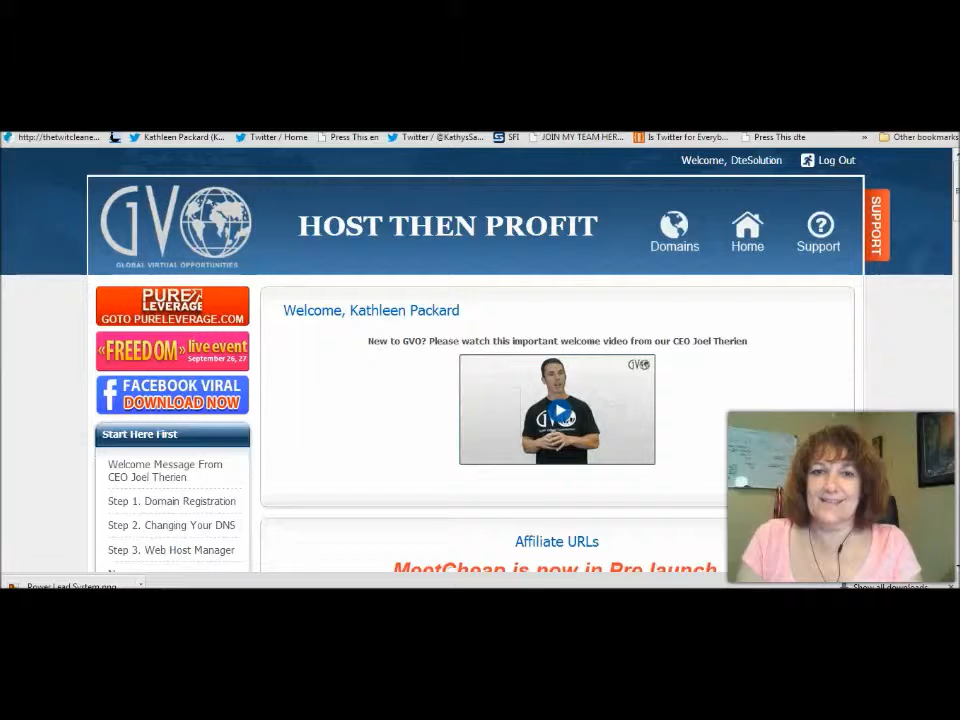 http://thetwitcleane...
Kathleen Packard (K...
Twitter / Home
Press This en
Twitter / @KathysSa...
SFI
JOIN MY TEAM HER...
Is Twitter for Everyb...
Press This dte
»
Other bookmarks
Welcome, DteSolution
Log Out
GVO
GLOBAL VIRTUAL OPPORTUNITIES
HOST THEN PROFIT
Domains
Home
Support
SUPPORT
PURE
LEVERAGE
GOTO PURELEVERAGE.COM
«FREEDOM» live event
September 26, 27
FACEBOOK VIRAL
DOWNLOAD NOW
Start Here First
Welcome Message From
CEO Joel Therien
Step 1. Domain Registration
Step 2. Changing Your DNS
Step 3. Web Host Manager
Welcome, Kathleen Packard
New to GVO? Please watch this important welcome video from our CEO Joel Therien
GVO
Affiliate URLs
MeetCheap is now in Pre launch
Power Lead System.png
Show all downloads...